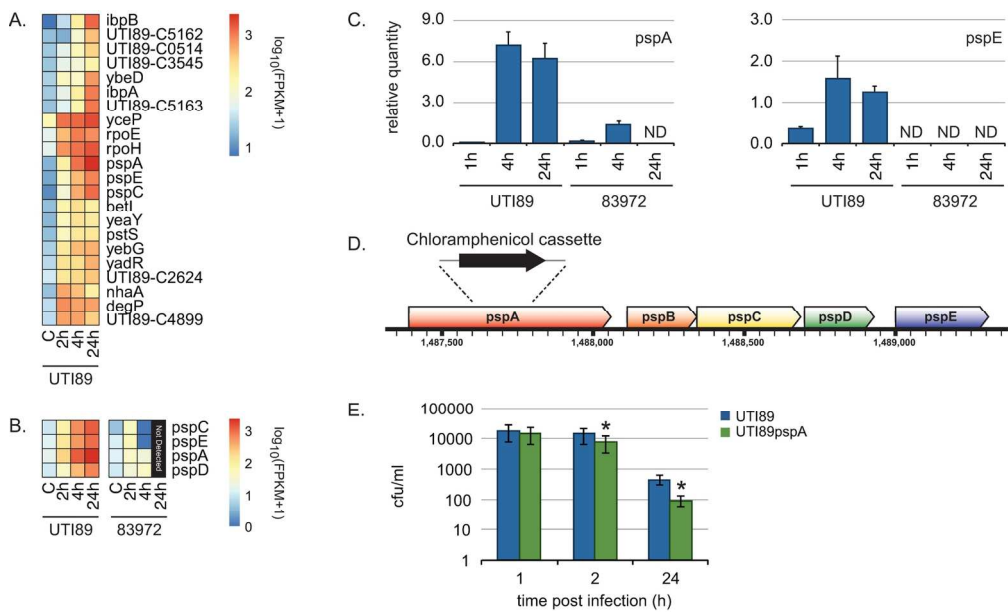 A.
ibpB
UTI89-C5162
UTI89-C0514
UTI89-C3545
ybeD
ibpA
UTI89-C5163
yceP
rpoE
rpoH
pspA
pspE
pspC
betI
yeaY
pstS
yebG
yadR
UTI89-C2624
nhaA
degP
UTI89-C4899
C 2h 4h 24h
UTI89
3
2
1
log10(FPKM+1)
B.
pspC
pspE
pspA
pspD
Not Detected
C 2h 4h 24h C 2h 4h 24h
UTI89 83972
3
2
1
0
log10(FPKM+1)
C.
relative quantity
9.0
6.0
3.0
0.0
pspA
ND
1h 4h 24h 1h 4h 24h
UTI89 83972
3.0
2.0
1.0
0.0
pspE
ND ND ND
1h 4h 24h 1h 4h 24h
UTI89 83972
D.
Chloramphenicol cassette
pspA pspB pspC pspD pspE
1,487,500 1,488,000 1,488,500 1,489,000
E.
cfu/ml
100000
10000
1000
100
10
1
* *
UTI89
UTI89pspA
1 2 24
time post infection (h)